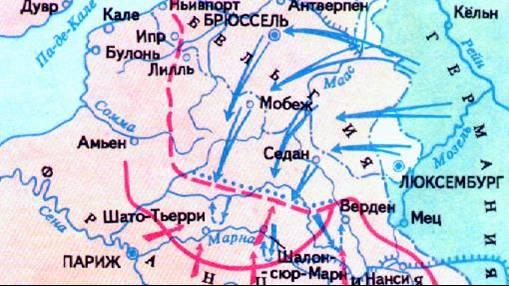 Дувр
Ньивпорт
Антверпен
Кёльн
Кале
БРЮССЕЛЬ
Па-де-Кале
Ипр
БЕЛЬГИЯ
Рейн
Булонь
Лилль
Маас
ГЕРМАНИЯ
Сомма
Мобеж
Мозель
Амьен
Седан
ЛЮКСЕМБУРГ
Сена
Шато-Тьерри
Верден
Мец
Марна
Шалон-
сюр-Марн
ПАРИЖ
Нанси